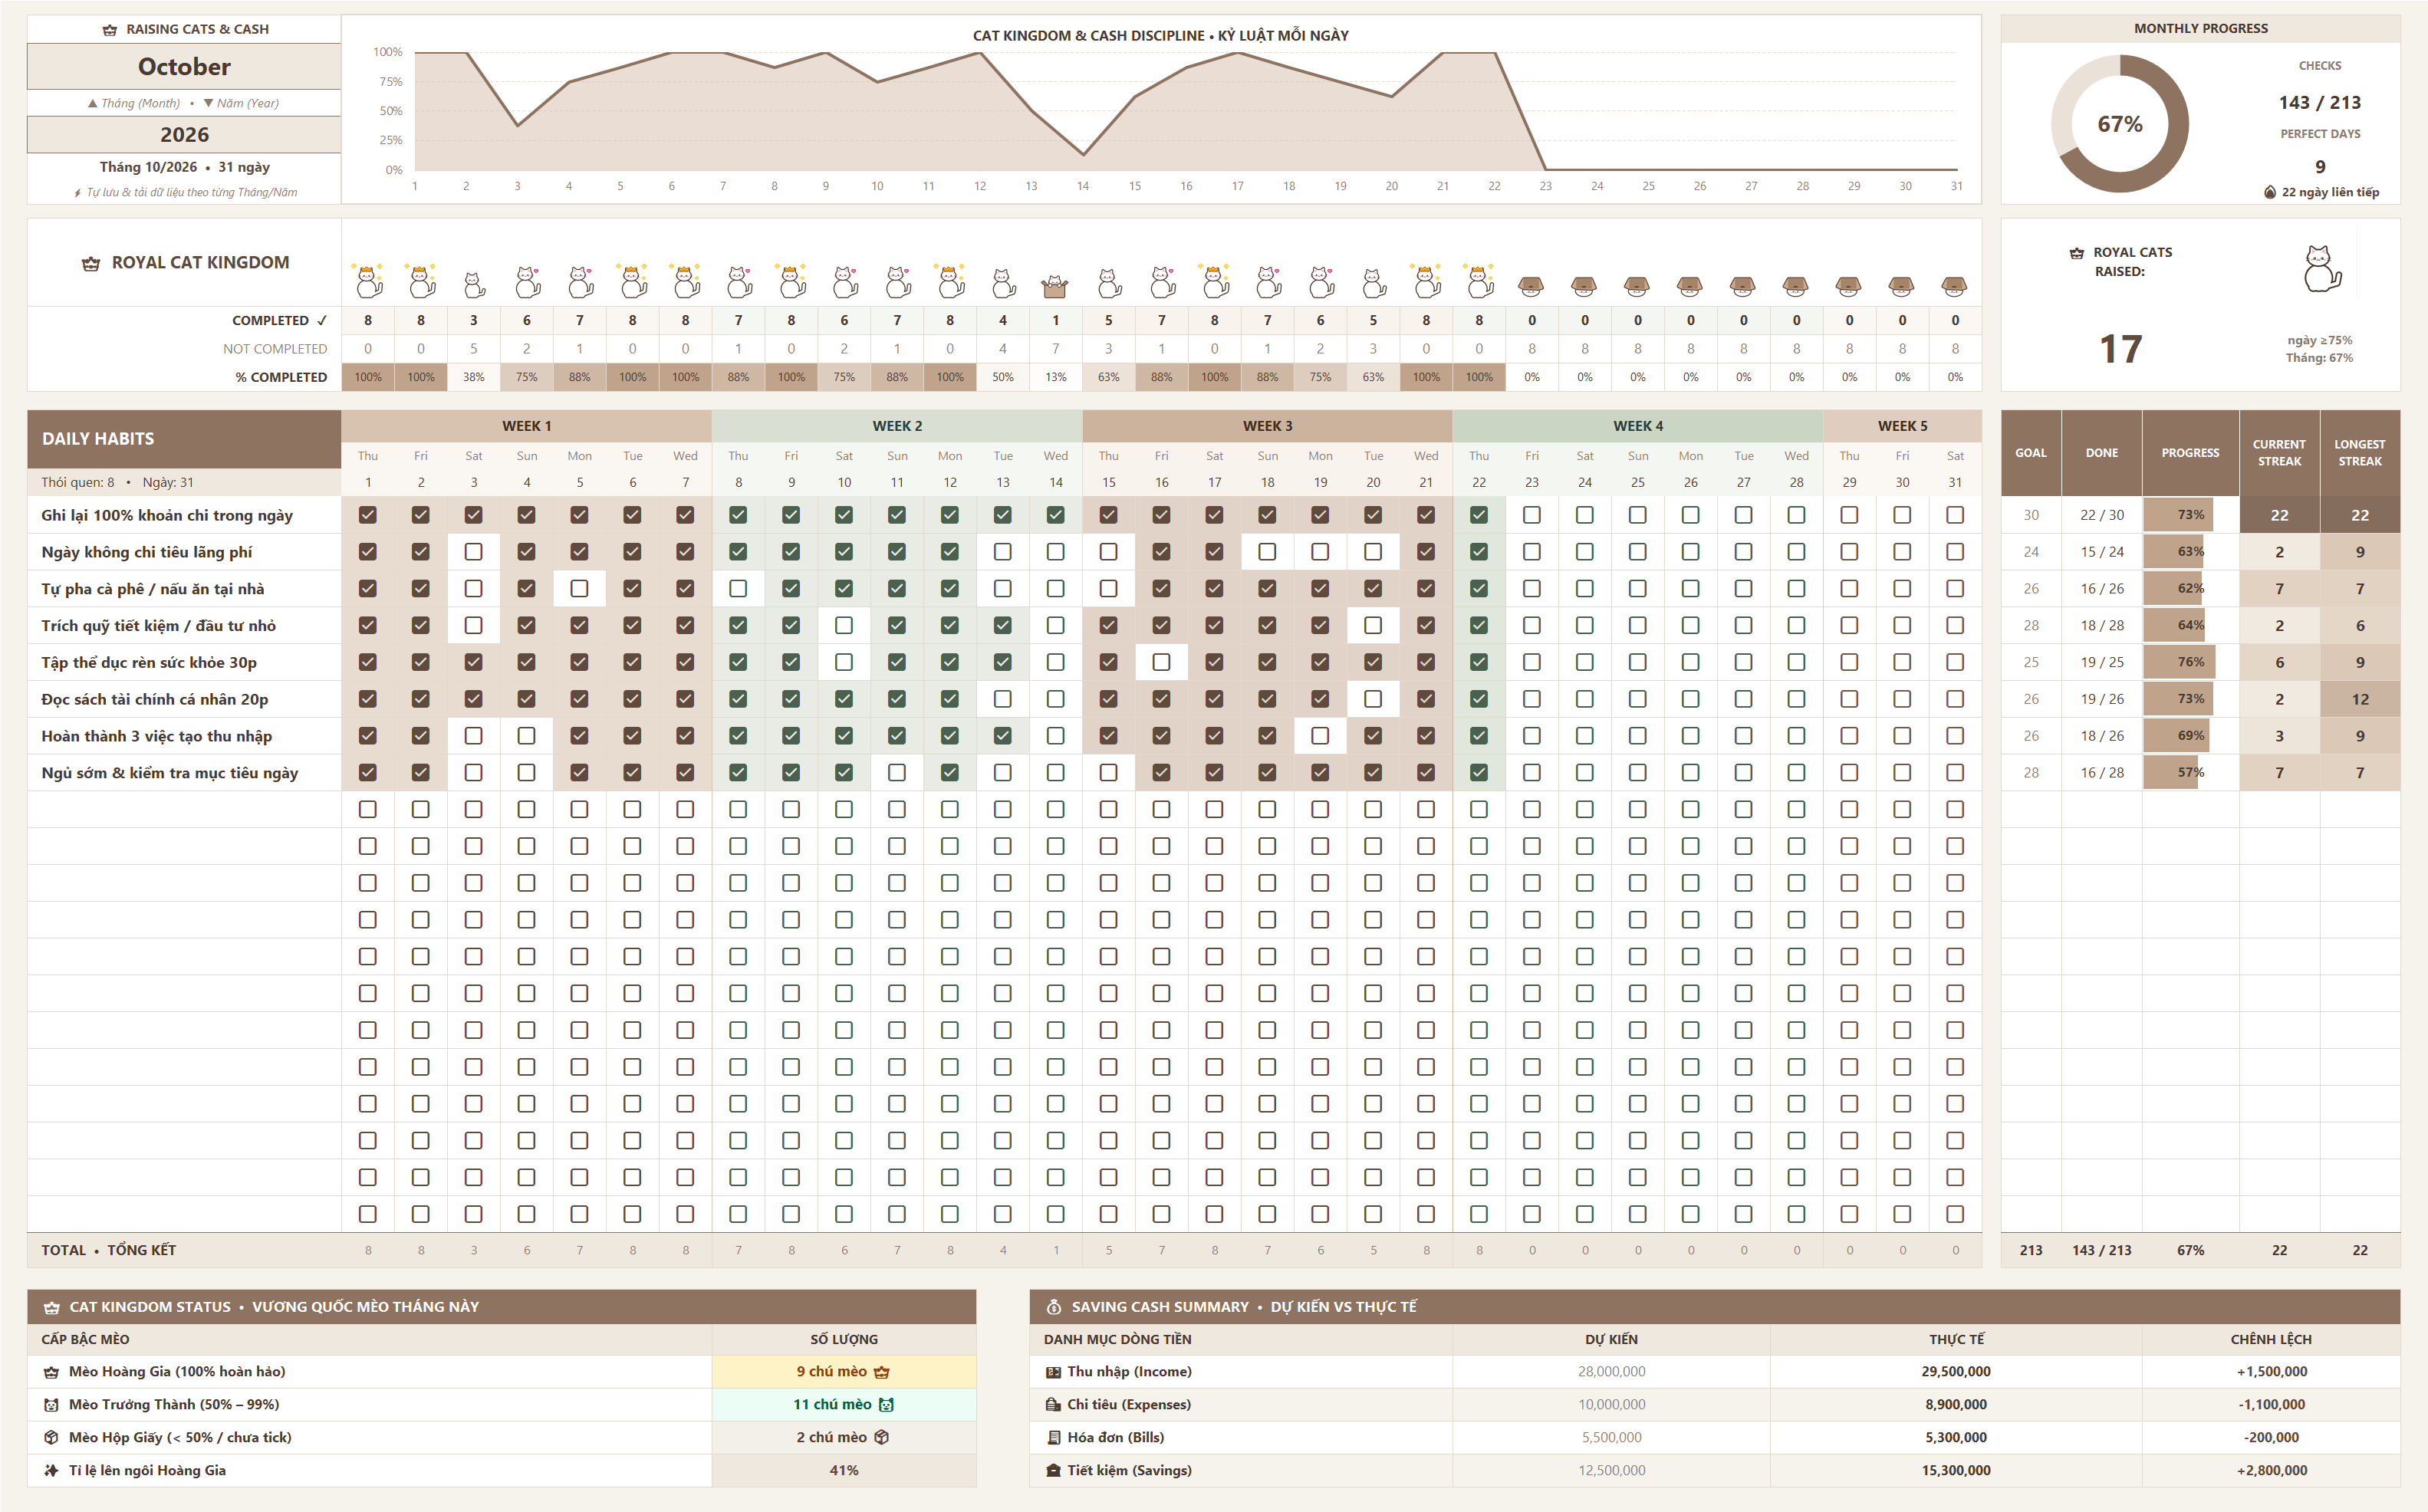 RAISING CATS & CASH
October
▲ Tháng (Month) • ▼ Năm (Year)
2026
Tháng 10/2026 • 31 ngày
Tự lưu & tải dữ liệu theo từng Tháng/Năm
CAT KINGDOM & CASH DISCIPLINE • KỶ LUẬT MỖI NGÀY
100%
75%
50%
25%
0%
1 2 3 4 5 6 7 8 9 10 11 12 13 14 15 16 17 18 19 20 21 22 23 24 25 26 27 28 29 30 31
MONTHLY PROGRESS
67%
CHECKS
143 / 213
PERFECT DAYS
9
22 ngày liên tiếp
ROYAL CAT KINGDOM
COMPLETED ✓ 8 8 3 6 7 8 8 7 8 6 7 8 4 1 5 7 8 7 6 5 8 8 0 0 0 0 0 0 0 0 0
NOT COMPLETED 0 0 5 2 1 0 0 1 0 2 1 0 4 7 3 1 0 1 2 3 0 0 8 8 8 8 8 8 8 8 8
% COMPLETED 100% 100% 38% 75% 88% 100% 100% 88% 100% 75% 88% 100% 50% 13% 63% 88% 100% 88% 75% 63% 100% 100% 0% 0% 0% 0% 0% 0% 0% 0% 0%
ROYAL CATS
RAISED:
17
ngày ≥75%
Tháng: 67%
DAILY HABITS
WEEK 1 WEEK 2 WEEK 3 WEEK 4 WEEK 5
Thu Fri Sat Sun Mon Tue Wed Thu Fri Sat Sun Mon Tue Wed Thu Fri Sat Sun Mon Tue Wed Thu Fri Sat Sun Mon Tue Wed Thu Fri Sat
Thói quen: 8 • Ngày: 31 1 2 3 4 5 6 7 8 9 10 11 12 13 14 15 16 17 18 19 20 21 22 23 24 25 26 27 28 29 30 31
GOAL DONE PROGRESS CURRENT STREAK LONGEST STREAK
Ghi lại 100% khoản chi trong ngày 30 22 / 30 73% 22 22
Ngày không chi tiêu lãng phí 24 15 / 24 63% 2 9
Tự pha cà phê / nấu ăn tại nhà 26 16 / 26 62% 7 7
Trích quỹ tiết kiệm / đầu tư nhỏ 28 18 / 28 64% 2 6
Tập thể dục rèn sức khỏe 30p 25 19 / 25 76% 6 9
Đọc sách tài chính cá nhân 20p 26 19 / 26 73% 2 12
Hoàn thành 3 việc tạo thu nhập 26 18 / 26 69% 3 9
Ngủ sớm & kiểm tra mục tiêu ngày 28 16 / 28 57% 7 7
TOTAL • TỔNG KẾT 8 8 3 6 7 8 8 7 8 6 7 8 4 1 5 7 8 7 6 5 8 8 0 0 0 0 0 0 0 0 0 213 143 / 213 67% 22 22
CAT KINGDOM STATUS • VƯƠNG QUỐC MÈO THÁNG NÀY
CẤP BẬC MÈO SỐ LƯỢNG
Mèo Hoàng Gia (100% hoàn hảo) 9 chú mèo
Mèo Trưởng Thành (50% – 99%) 11 chú mèo
Mèo Hộp Giấy (< 50% / chưa tick) 2 chú mèo
Tỉ lệ lên ngôi Hoàng Gia 41%
SAVING CASH SUMMARY • DỰ KIẾN VS THỰC TẾ
DANH MỤC DÒNG TIỀN DỰ KIẾN THỰC TẾ CHÊNH LỆCH
Thu nhập (Income) 28,000,000 29,500,000 +1,500,000
Chi tiêu (Expenses) 10,000,000 8,900,000 -1,100,000
Hóa đơn (Bills) 5,500,000 5,300,000 -200,000
Tiết kiệm (Savings) 12,500,000 15,300,000 +2,800,000